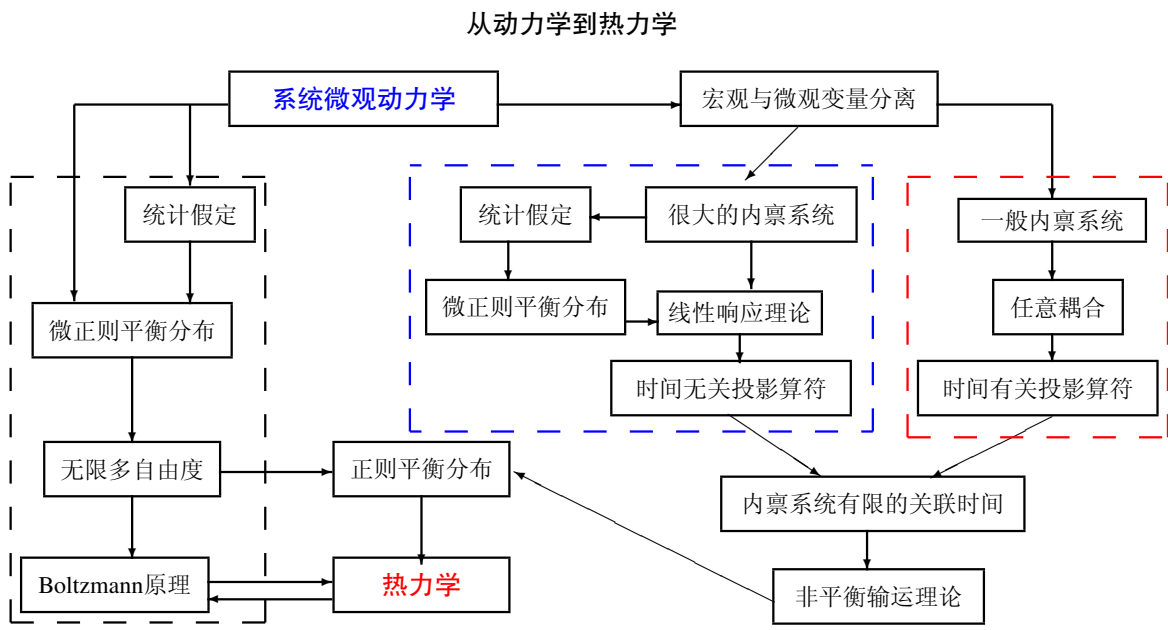 从动力学到热力学
系统微观动力学
宏观与微观变量分离
统计假定
统计假定
很大的内禀系统
一般内禀系统
微正则平衡分布
微正则平衡分布
线性响应理论
任意耦合
时间无关投影算符
时间有关投影算符
无限多自由度
正则平衡分布
内禀系统有限的关联时间
Boltzmann原理
热力学
非平衡输运理论